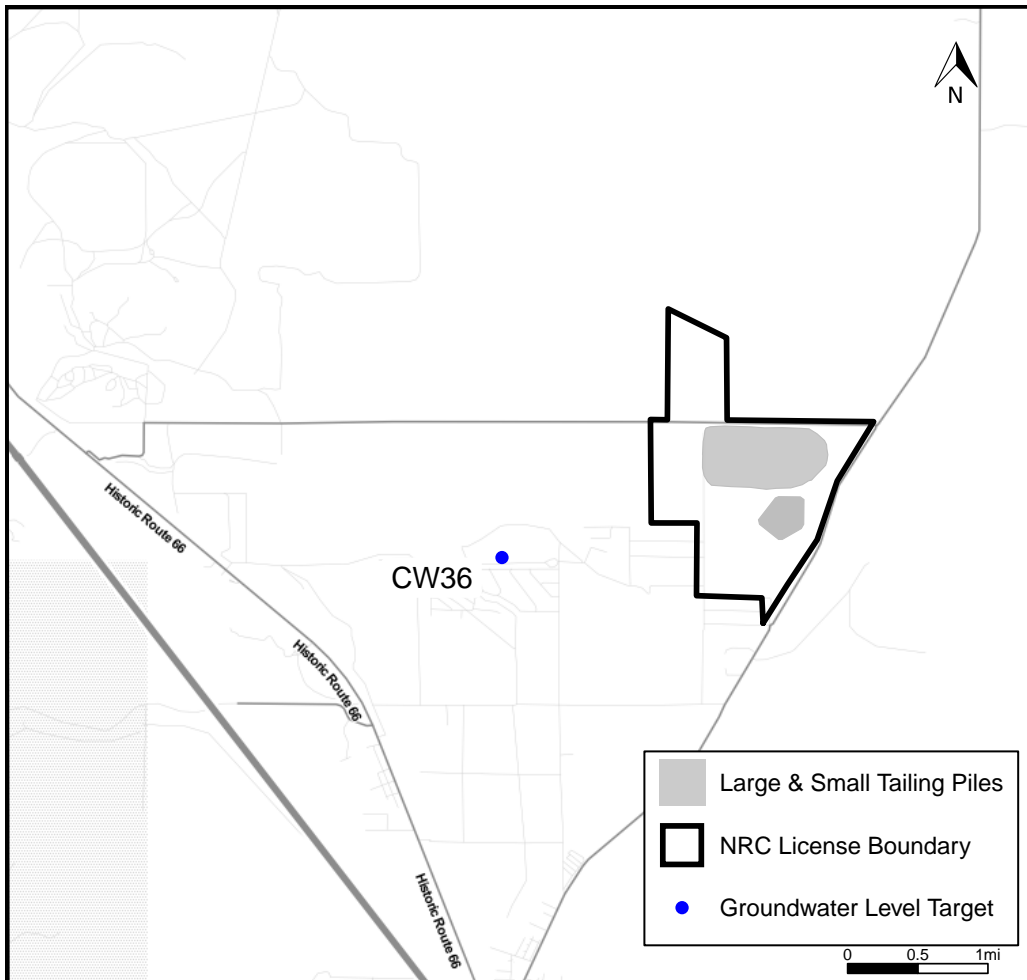 N
Historic Route 66
CW36
Historic Route 66
Large & Small Tailing Piles
NRC License Boundary
Historic Route 66
Groundwater Level Target
0 0.5 1mi